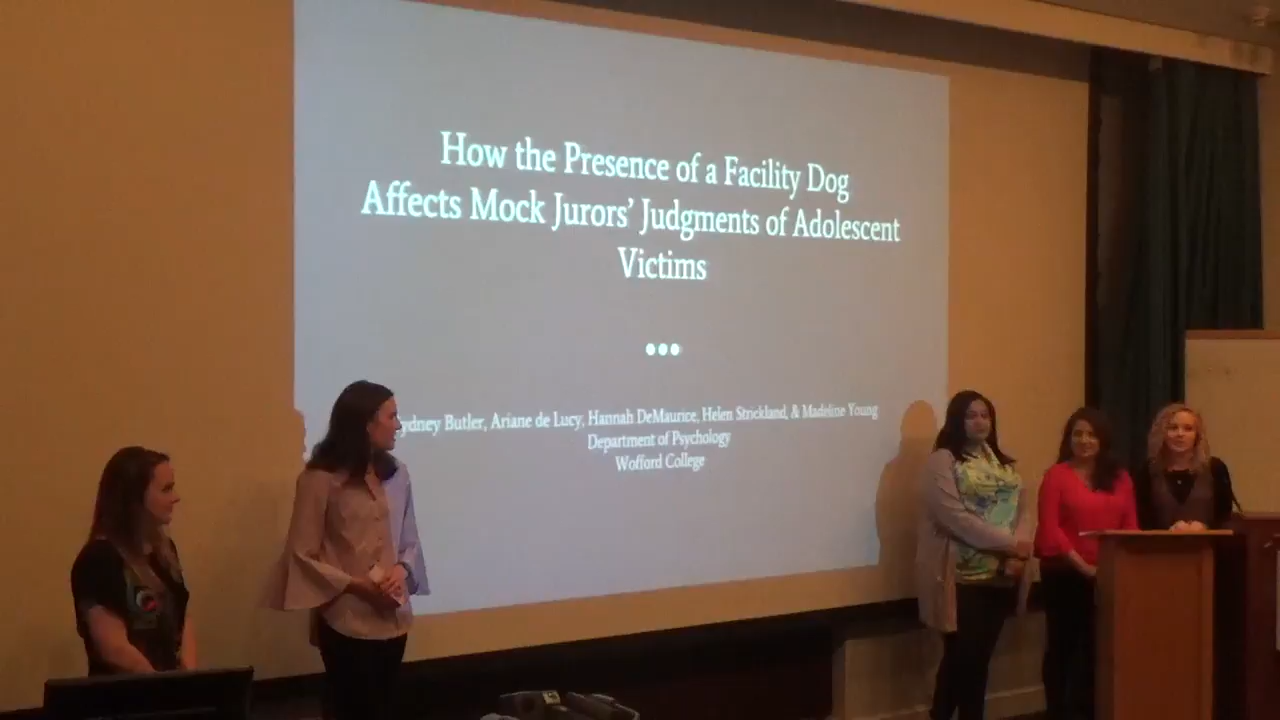 How the Presence of a Facility Dog
Affects Mock Jurors’ Judgments of Adolescent
Victims
Sydney Butler, Ariane de Lucy, Hannah DeMaurice, Helen Strickland, & Madeline Young
Department of Psychology
Wofford College